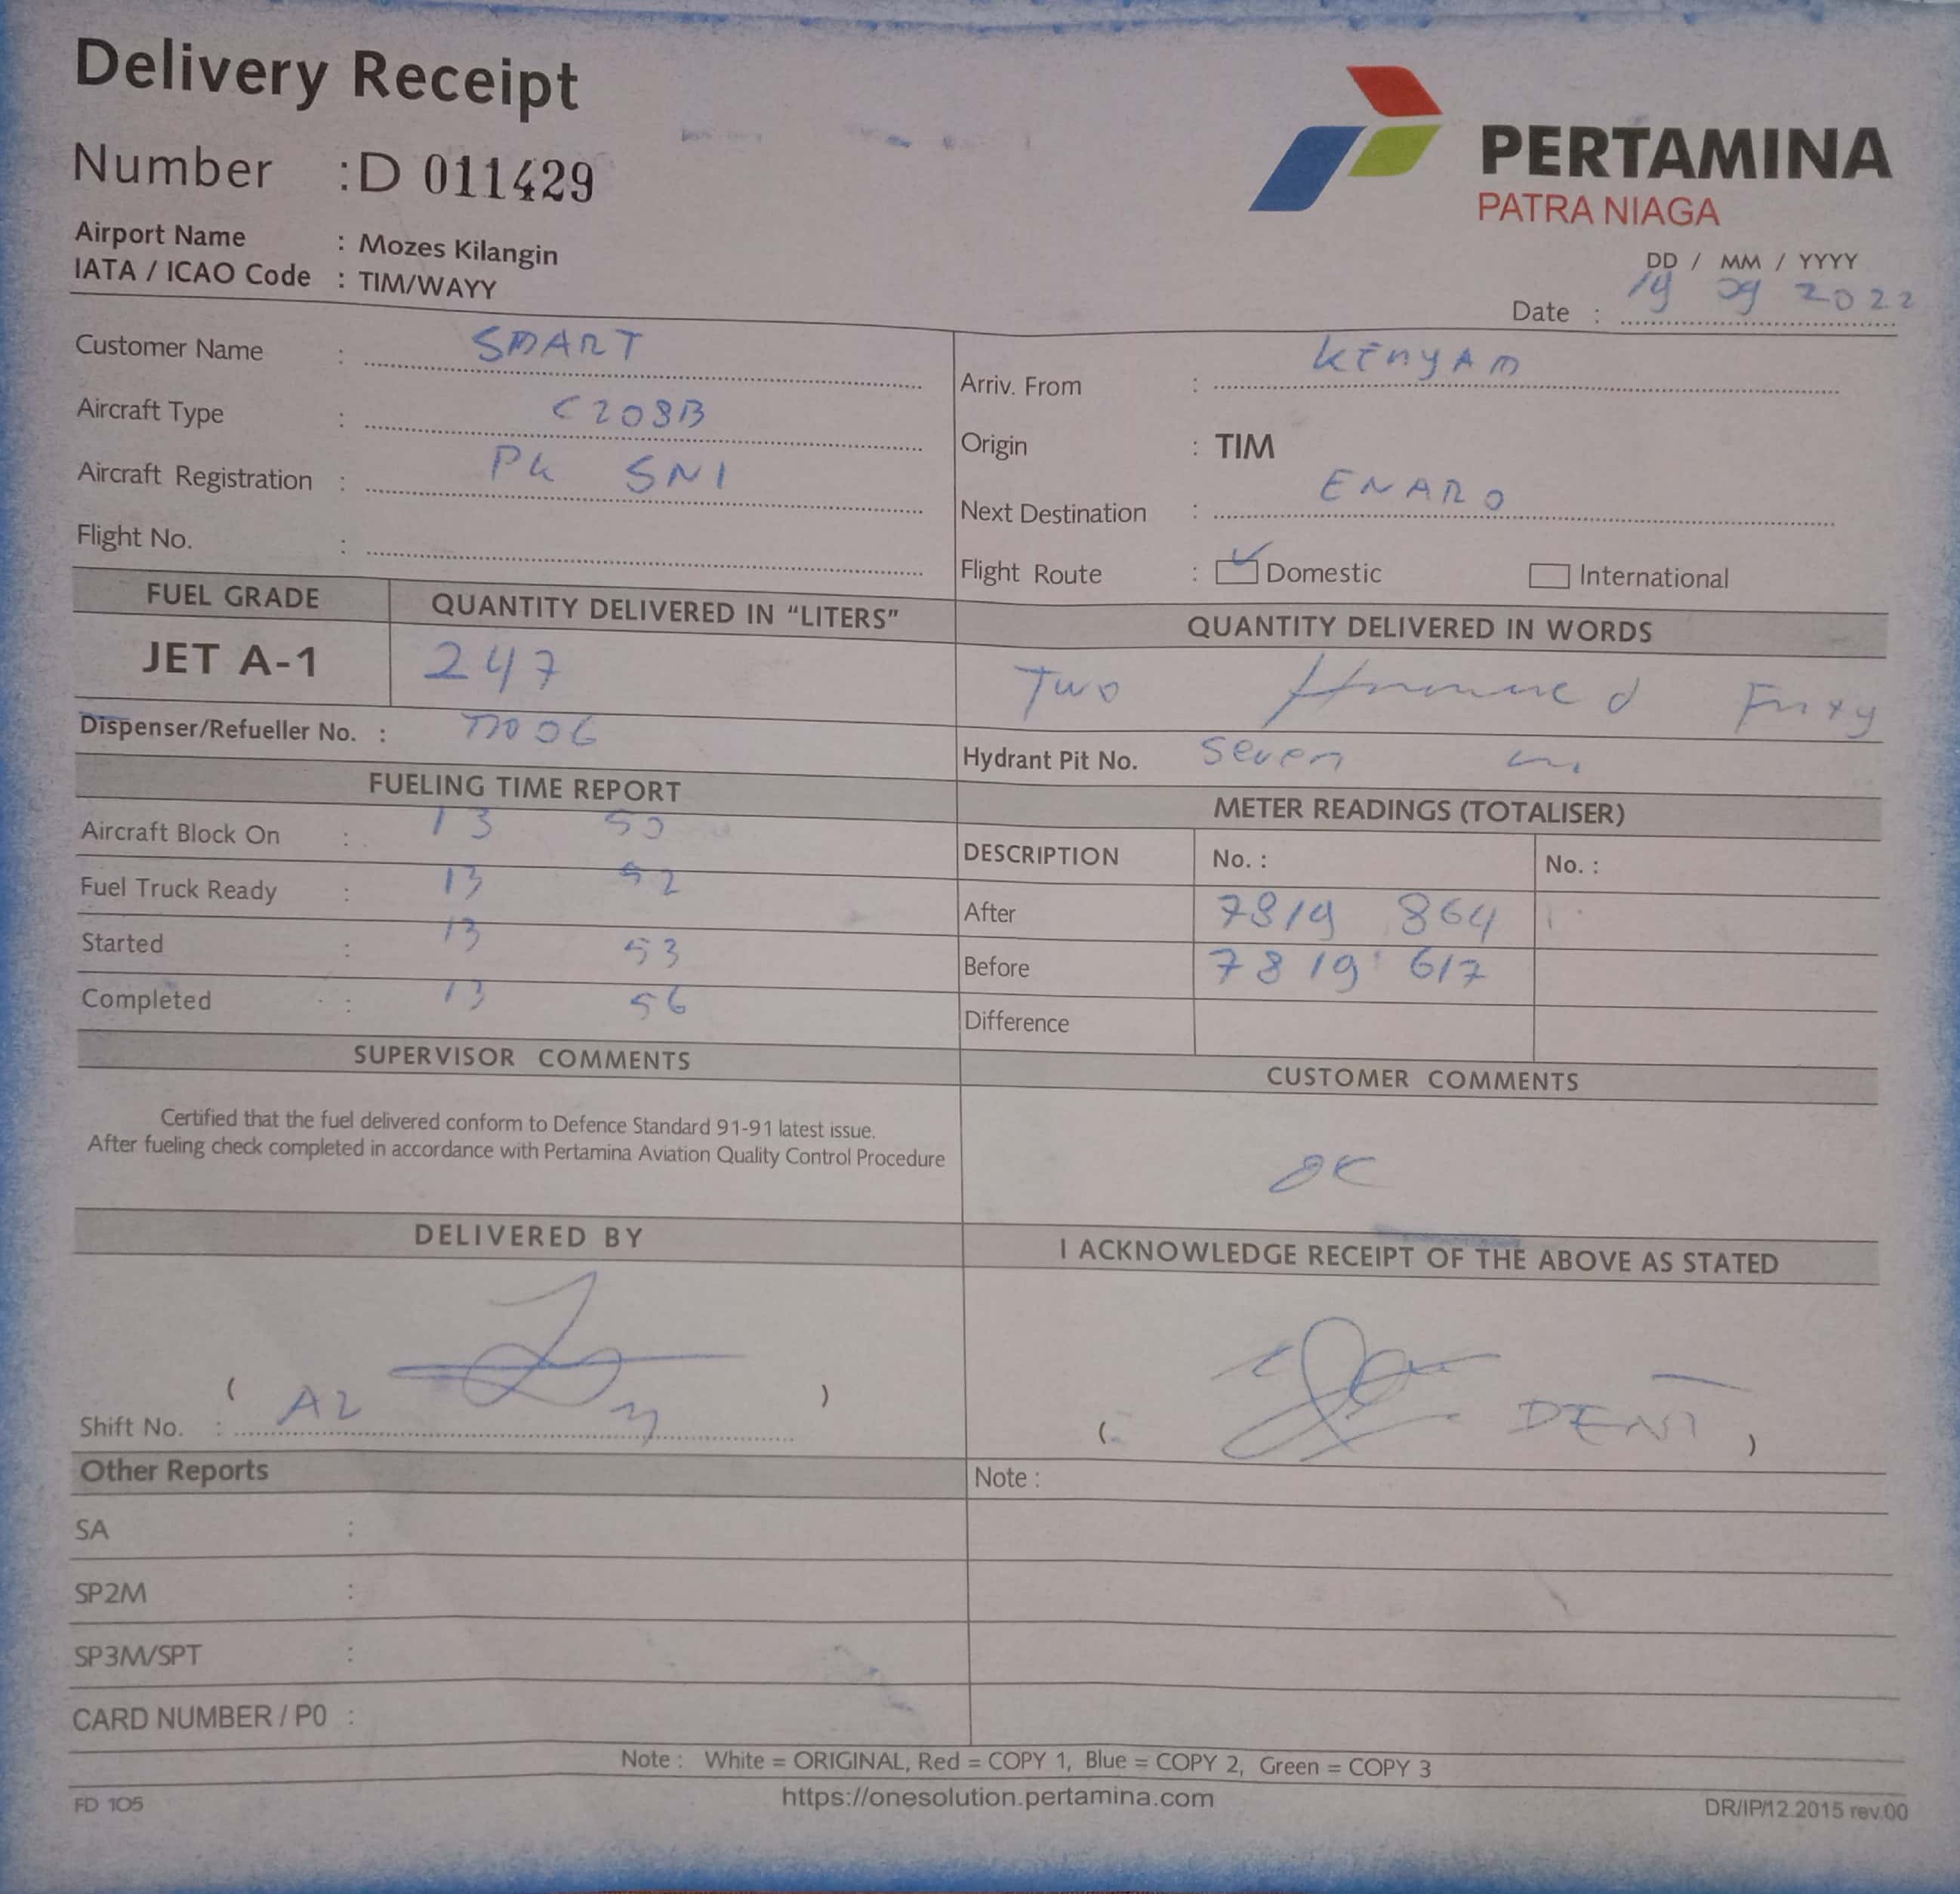 Delivery Receipt
PERTAMINA
PATRA NIAGA
Number : D 011429
Airport Name : Mozes Kilangin
IATA / ICAO Code : TIM/WAYY
DD / MM / YYYY
Date : 19 09 2022
Customer Name : SMART
Arriv. From : KENYAM
Aircraft Type : C208B
Origin : TIM
Aircraft Registration : PK SNI
Next Destination : ENARO
Flight No. :
Flight Route : Domestic International
FUEL GRADE QUANTITY DELIVERED IN "LITERS" QUANTITY DELIVERED IN WORDS
JET A-1 247 Two Hundred Forty
Dispenser/Refueller No. :
Hydrant Pit No. seven
FUELING TIME REPORT METER READINGS (TOTALISER)
Aircraft Block On : 13 50
DESCRIPTION No. : No. :
Fuel Truck Ready : 13 52
After 7819 864
Started : 13 53
Before 7819 617
Completed : 13 56
Difference
SUPERVISOR COMMENTS CUSTOMER COMMENTS
Certified that the fuel delivered conform to Defence Standard 91-91 latest issue.
After fueling check completed in accordance with Pertamina Aviation Quality Control Procedure
OK
DELIVERED BY I ACKNOWLEDGE RECEIPT OF THE ABOVE AS STATED
( )
Shift No. : A2
( DENI )
Other Reports Note :
SA :
SP2M :
SP3M/SPT :
CARD NUMBER / P0 :
Note : White = ORIGINAL, Red = COPY 1, Blue = COPY 2, Green = COPY 3
https://onesolution.pertamina.com
FD 105 DR/IP/12.2015 rev.00